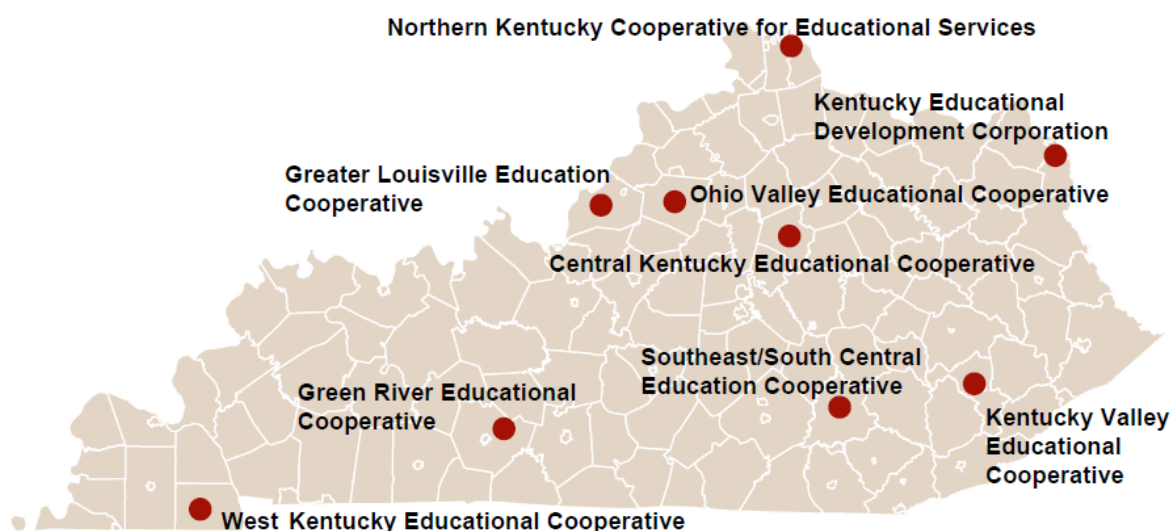 Northern Kentucky Cooperative for Educational Services
Kentucky Educational
Development Corporation
Greater Louisville Education
Cooperative
Ohio Valley Educational Cooperative
Central Kentucky Educational Cooperative
Southeast/South Central
Education Cooperative
Green River Educational
Cooperative
Kentucky Valley
Educational
Cooperative
West Kentucky Educational Cooperative